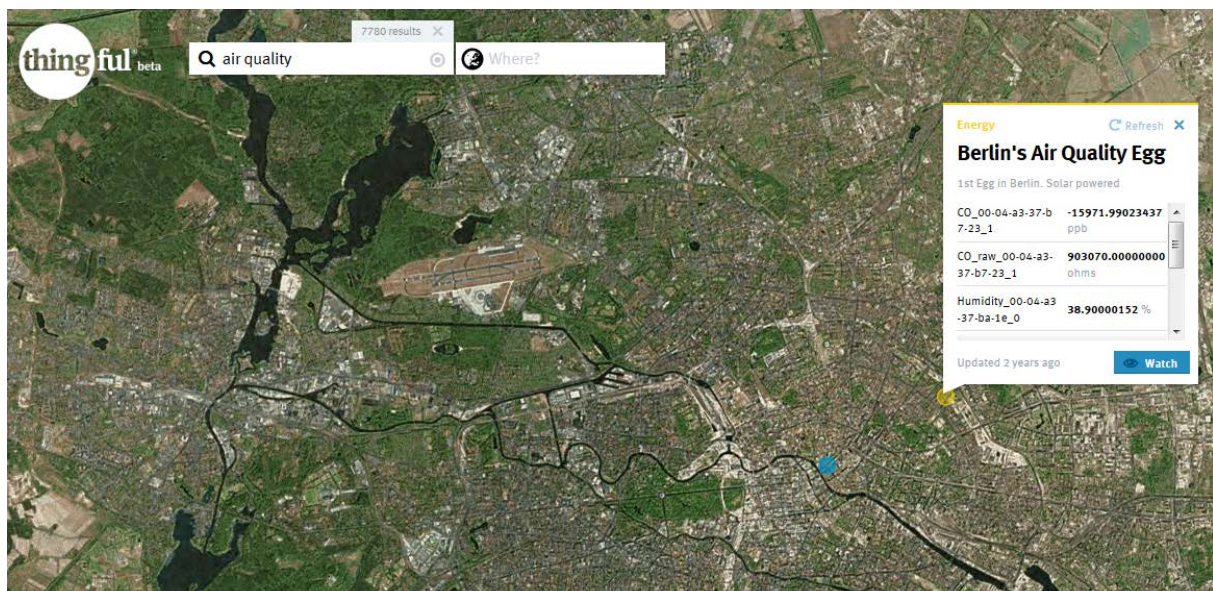 7780 results
thingful beta
air quality
Where?
Energy
Refresh
Berlin's Air Quality Egg
1st Egg in Berlin. Solar powered
CO_00-04-a3-37-b -15971.99023437
7-23_1 ppb
CO_raw_00-04-a3- 903070.00000000
37-b7-23_1 ohms
Humidity_00-04-a3
-37-ba-1e_0 38.90000152 %
Updated 2 years ago
Watch